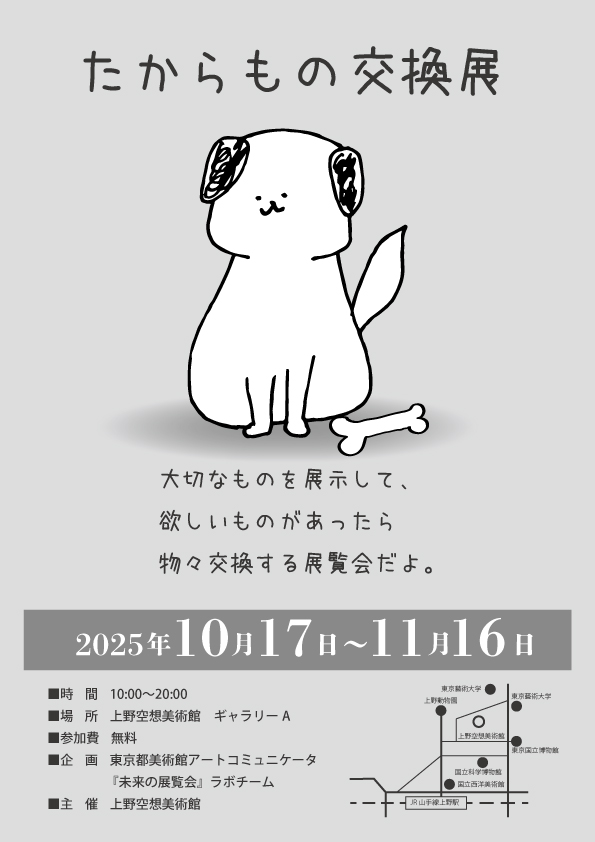 たからもの交換展
大切なものを展示して、
欲しいものがあったら
物々交換する展覧会だよ。
2025年10月17日～11月16日
■時　間　10:00～20:00
■場　所　上野空想美術館　ギャラリーA
■参加費　無料
■企　画　東京都美術館アートコミュニケータ
『未来の展覧会』ラボチーム
■主　催　上野空想美術館
東京藝術大学
東京藝術大学
上野動物園
上野空想美術館
東京国立博物館
国立科学博物館
国立西洋美術館
JR山手線上野駅